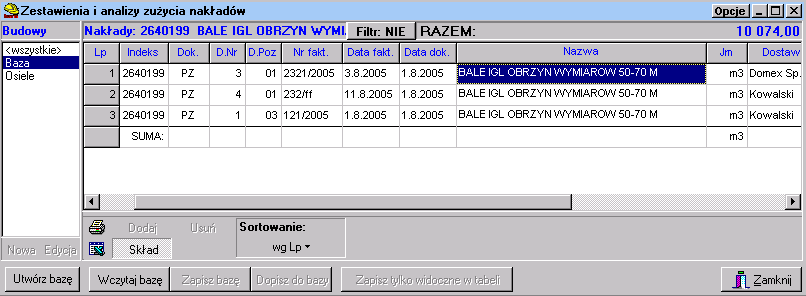 Zestawienia i analizy zużycia nakładów Opcje
Budowy Nakłady: 2640199 BALE IGL OBRZYN WYMI Filtr: NIE RAZEM: 10 074,00
<wszystkie>
Baza
Osiele
Lp Indeks Dok. D.Nr D.Poz Nr fakt. Data fakt. Data dok. Nazwa Jm Dostaw
1 2640199 PZ 3 01 2321/2005 3.8.2005 1.8.2005 BALE IGL OBRZYN WYMIAROW 50-70 M m3 Domex Sp.
2 2640199 PZ 4 01 232/ff 11.8.2005 1.8.2005 BALE IGL OBRZYN WYMIAROW 50-70 M m3 Kowalski
3 2640199 PZ 1 03 121/2005 1.8.2005 1.8.2005 BALE IGL OBRZYN WYMIAROW 50-70 M m3 Kowalski
SUMA: m3
Dodaj Usuń Sortowanie:
Nowa Edycja Skład wg Lp
Utwórz bazę Wczytaj bazę Zapisz bazę Dopisz do bazy Zapisz tylko widoczne w tabeli Zamknij